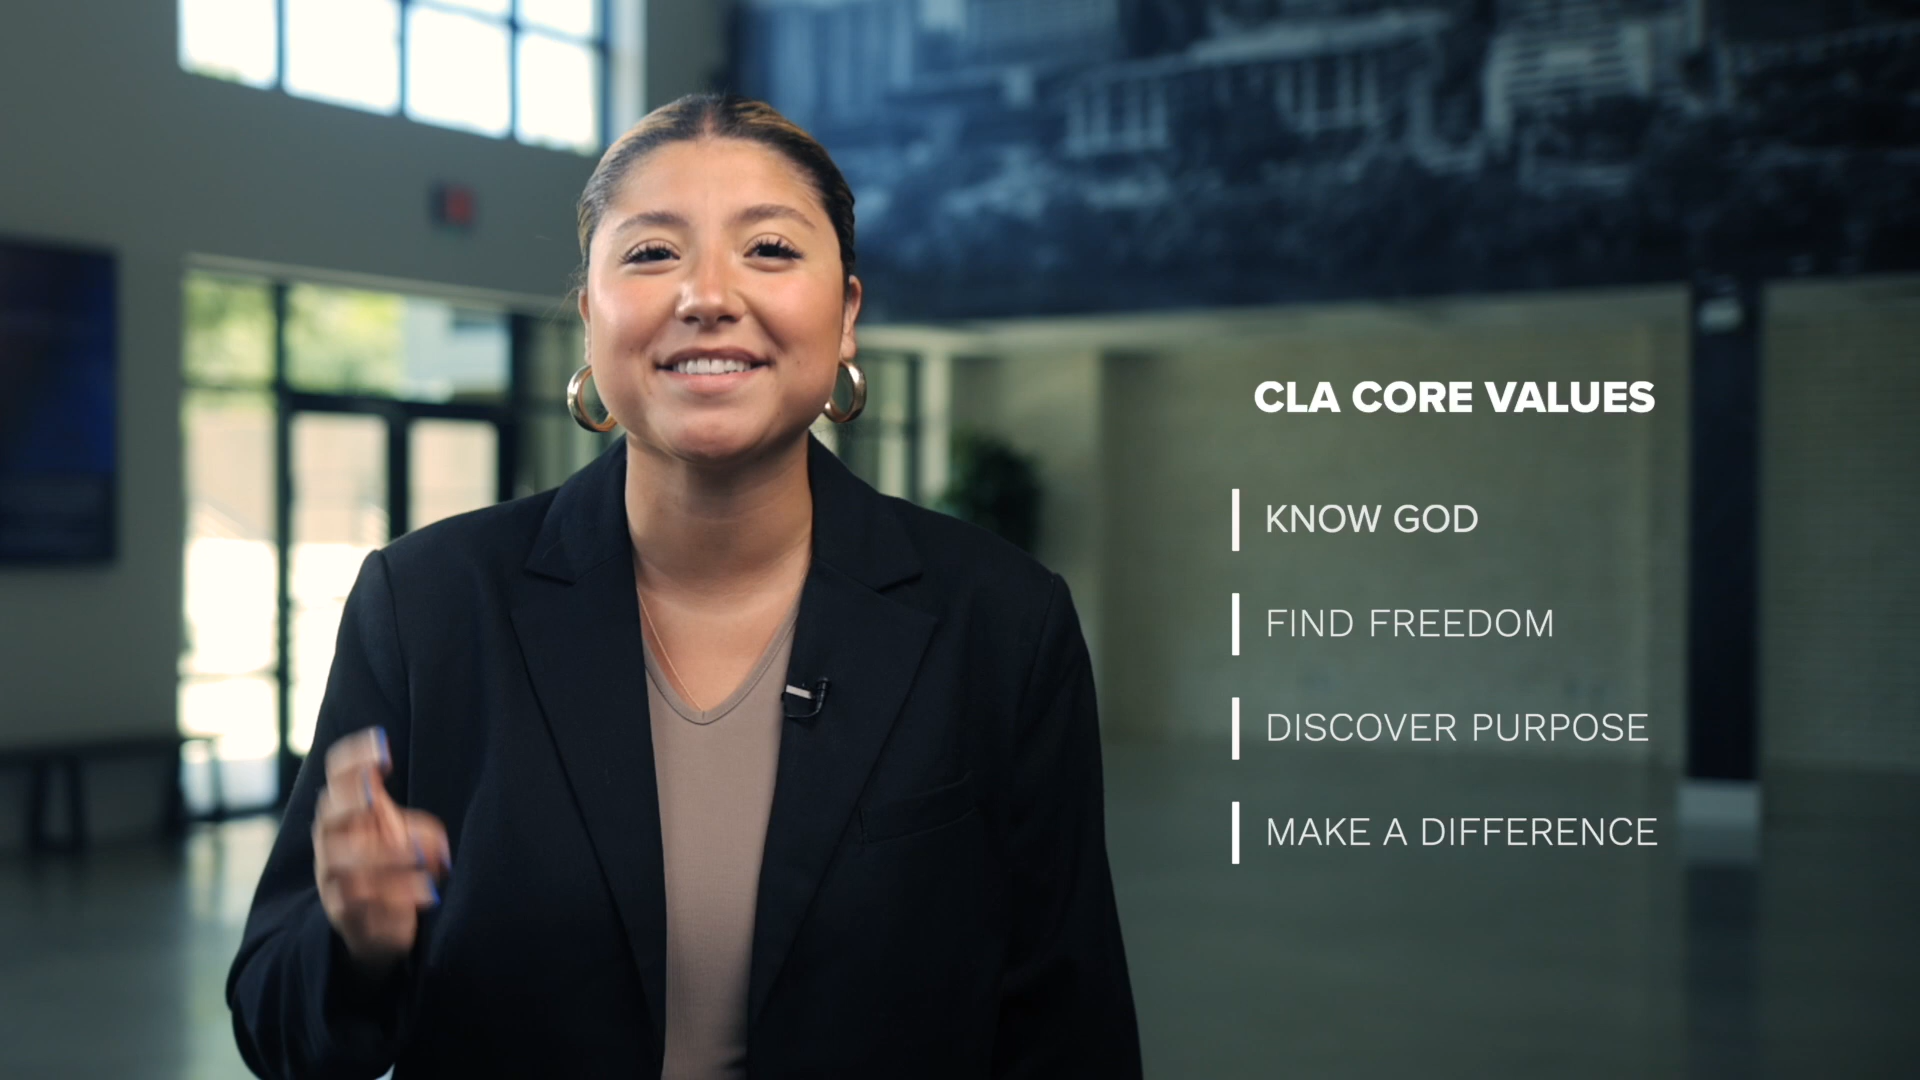 CLA CORE VALUES
KNOW GOD
FIND FREEDOM
DISCOVER PURPOSE
MAKE A DIFFERENCE